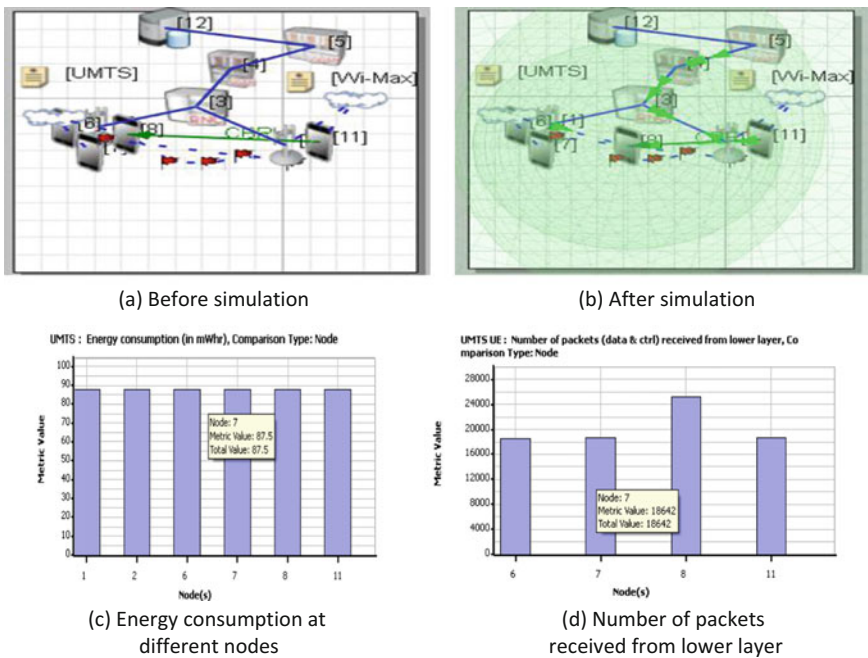 [12]
[5]
[4]
[UMTS]
[Wi-Max]
[3]
RNC
[6]
[8]
CBR
[11]
(a) Before simulation
[12]
[5]
[UMTS]
[Wi-Max]
[3]
[6]
[1]
[7]
[8]
[11]
(b) After simulation
UMTS : Energy consumption (in mWhr), Comparison Type: Node
Metric Value
100
90
80
70
60
50
40
30
20
10
0
Node: 7
Metric Value: 87.5
Total Value: 87.5
1 2 6 7 8 11
Node(s)
(c) Energy consumption at
different nodes
UMTS UE : Number of packets (data & ctrl) received from lower layer, Co
mparison Type: Node
Metric Value
28000
24000
20000
16000
12000
8000
4000
0
Node: 7
Metric Value: 18642
Total Value: 18642
6 7 8 11
Node(s)
(d) Number of packets
received from lower layer